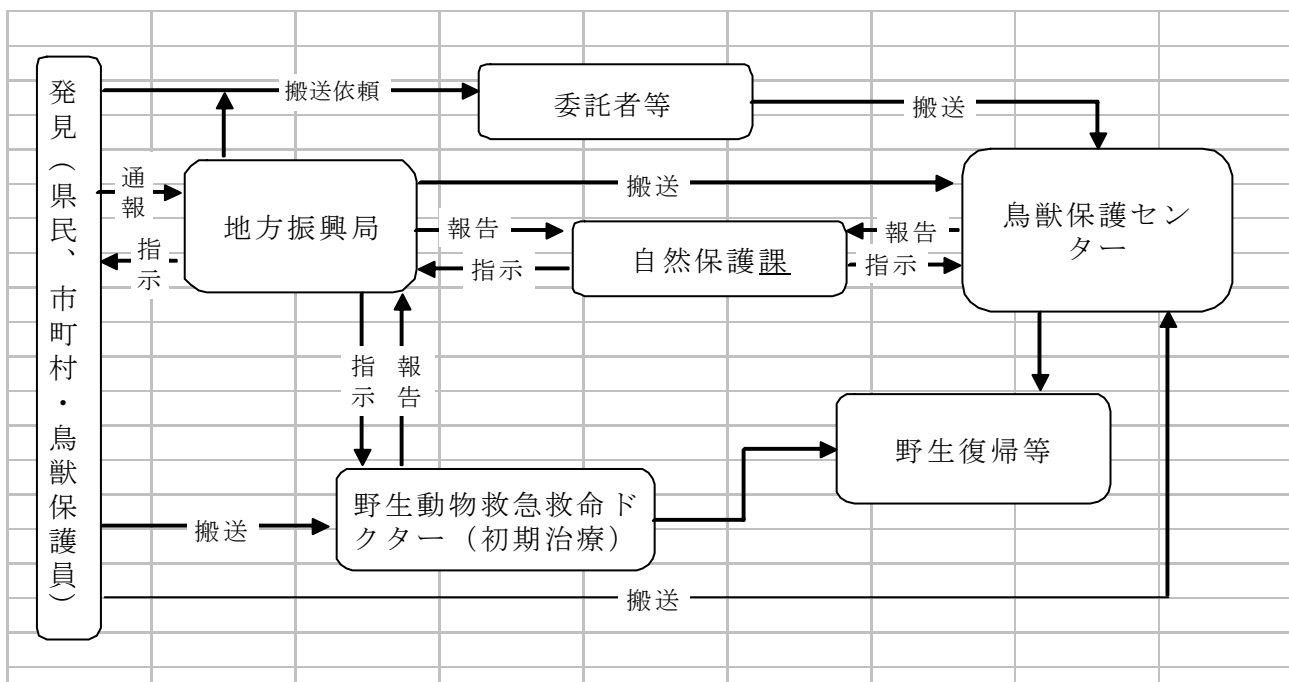 発見（県民、市町村・鳥獣保護員）
搬送依頼
委託者等
搬送
通報
指示
地方振興局
搬送
報告
指示
自然保護課
報告
指示
鳥獣保護セン
ター
指示
報告
野生復帰等
搬送
野生動物救急救命ド
クター（初期治療）
搬送